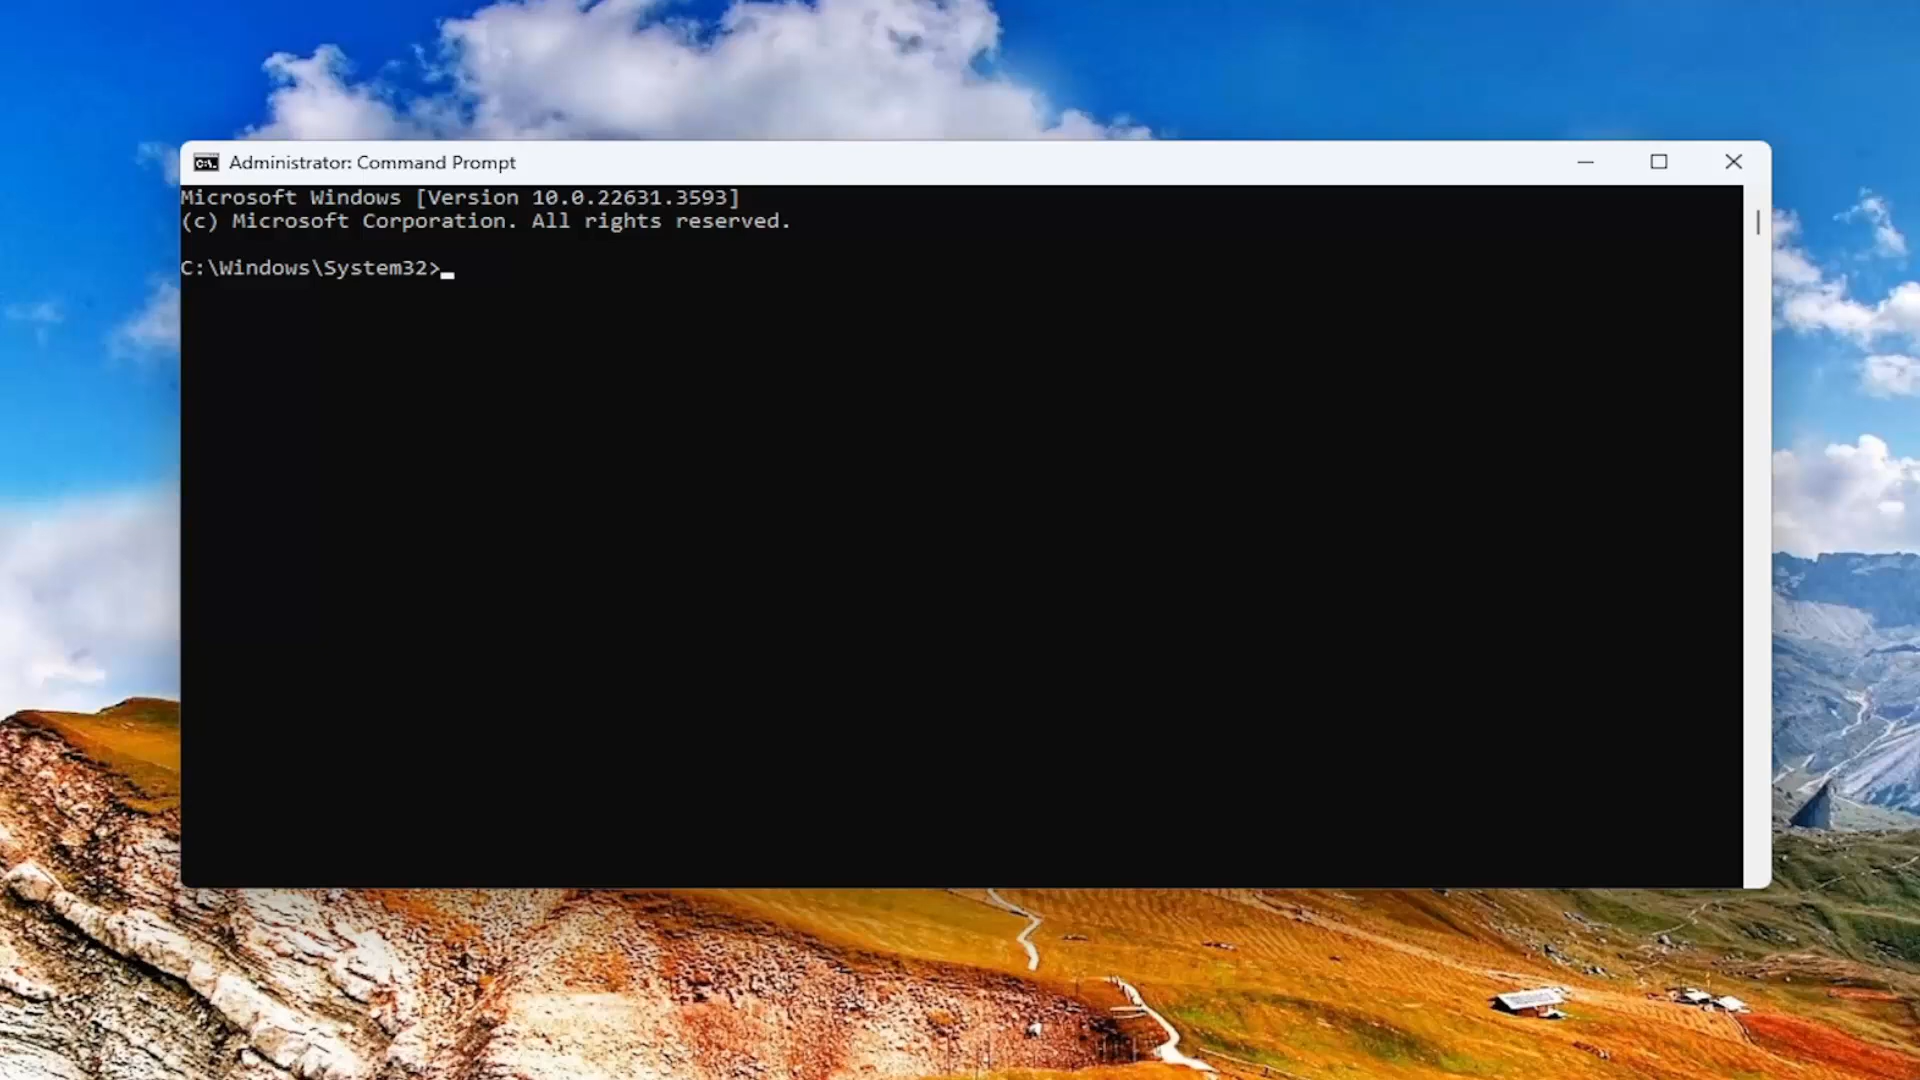 Administrator: Command Prompt
Microsoft Windows [Version 10.0.22631.3593]
(c) Microsoft Corporation. All rights reserved.
C:\Windows\System32>